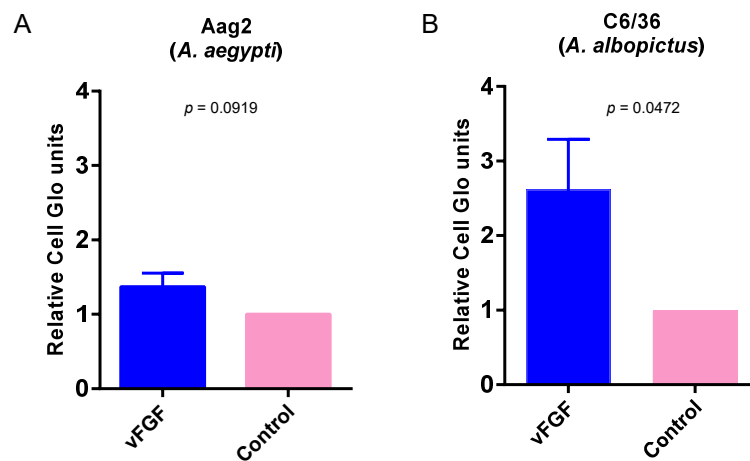 A
Aag2
(A. aegypti)
Relative Cell Glo units
4
3
2
1
0
p = 0.0919
vFGF
Control
B
C6/36
(A. albopictus)
Relative Cell Glo units
4
3
2
1
0
p = 0.0472
vFGF
Control